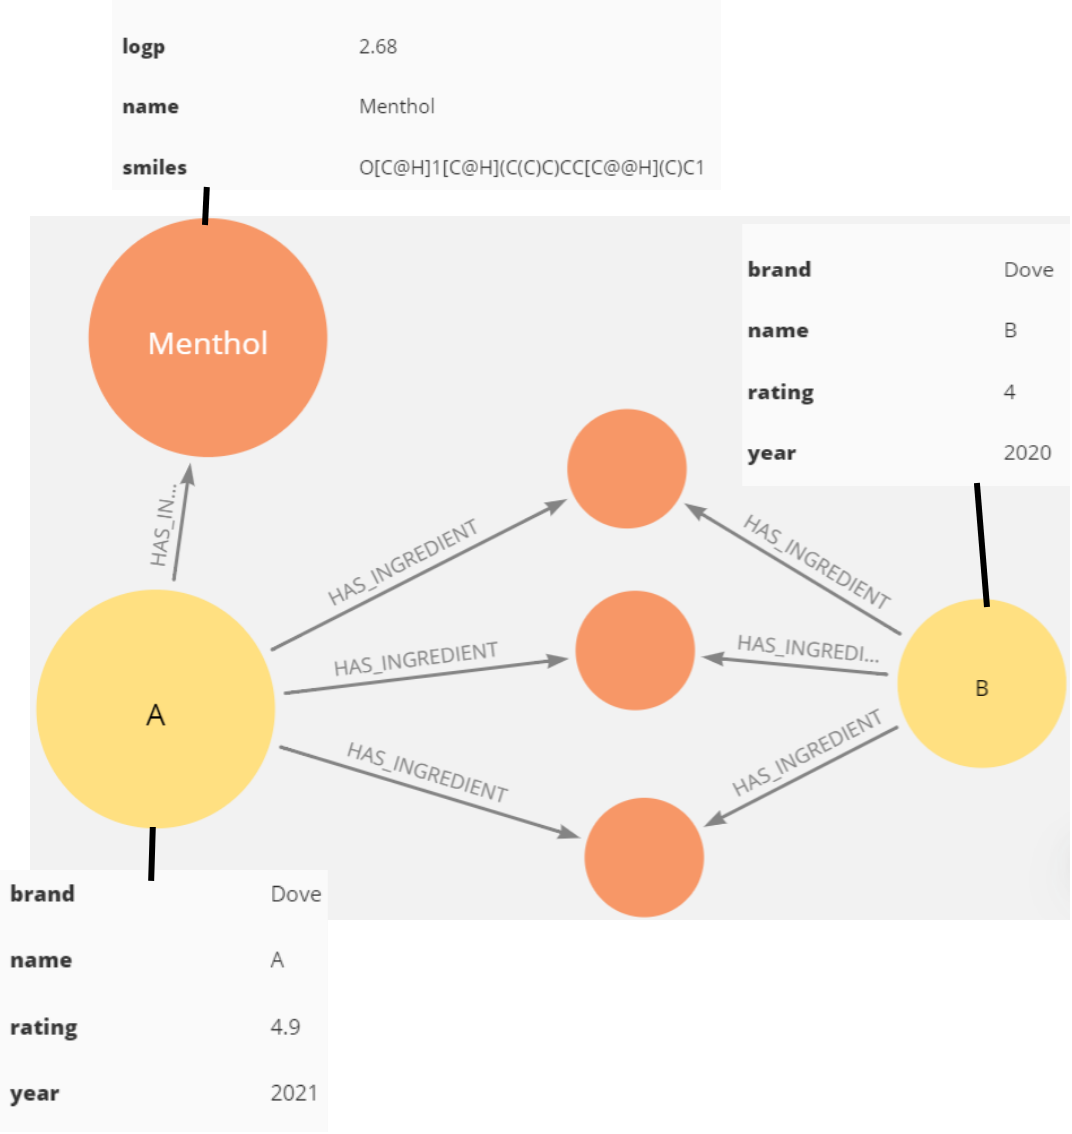 logp 2.68
name Menthol
smiles O[C@H]1[C@H](C(C)C)CC[C@@H](C)C1
Menthol
brand Dove
name B
rating 4
year 2020
HAS_IN...
HAS_INGREDIENT
HAS_INGREDIENT
HAS_INGREDIENT
HAS_INGREDI...
HAS_INGREDIENT
HAS_INGREDIENT
A
B
brand Dove
name A
rating 4.9
year 2021